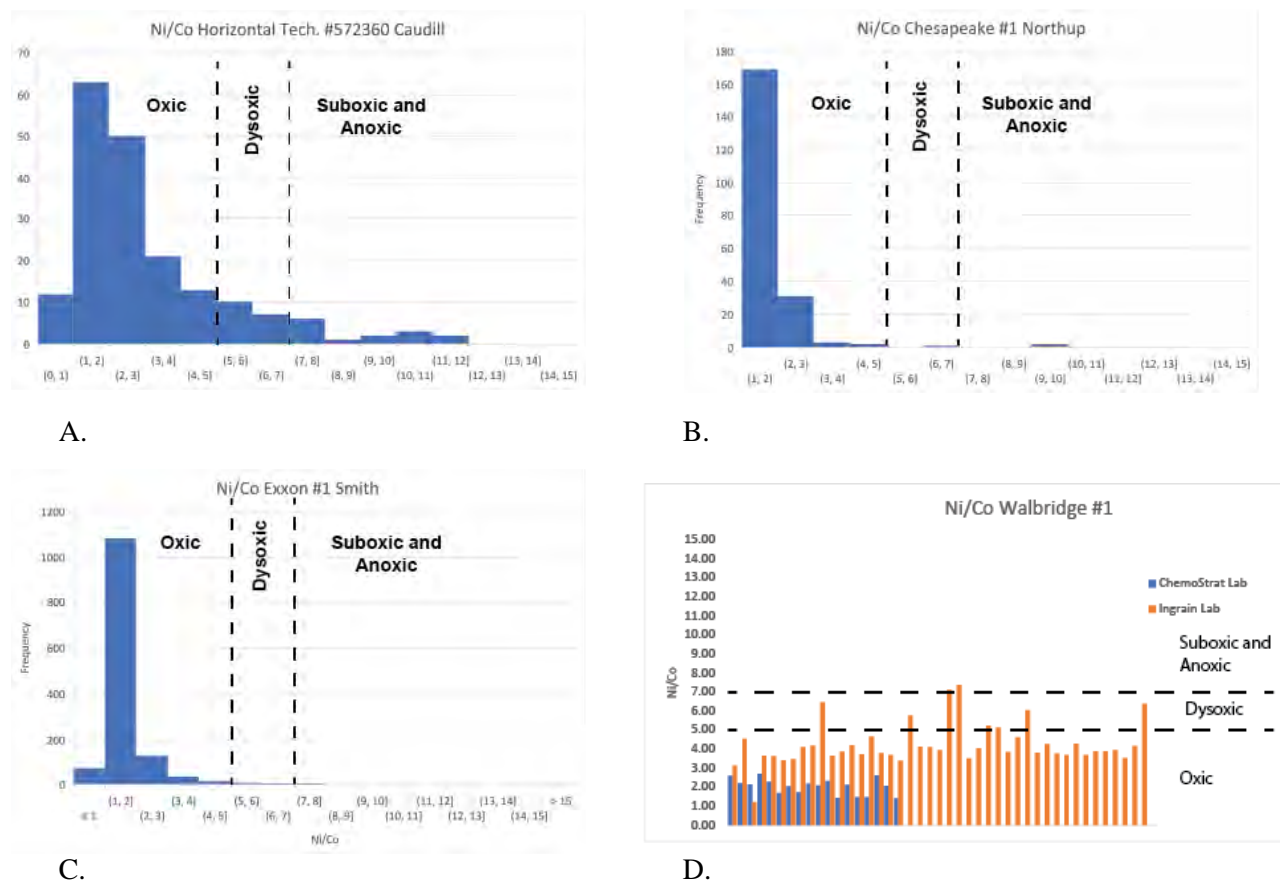 Ni/Co Horizontal Tech. #572360 Caudill
70
60
50
40
30
20
10
0
Oxic
Dysoxic
Suboxic and
Anoxic
(1, 2] (3, 4] (5, 6] (7, 8] (9, 10] (11, 12] (13, 14]
[0, 1] (2, 3] (4, 5] (6, 7] (8, 9] (10, 11] (12, 13] (14, 15]
A.
Ni/Co Chesapeake #1 Northup
180
160
140
120
100
80
60
40
20
0
Frequency
Oxic
Dysoxic
Suboxic and
Anoxic
(2, 3] (4, 5] (6, 7] (8, 9] (10, 11] (12, 13] (14, 15]
[1, 2] (3, 4] (5, 6] (7, 8] (9, 10] (11, 12] (13, 14]
B.
Ni/Co Exxon #1 Smith
1200
1000
800
600
400
200
0
Frequency
Oxic
Dysoxic
Suboxic and
Anoxic
(1, 2] (3, 4] (5, 6] (7, 8] (9, 10] (11, 12] (13, 14] > 15
≤ 1 (2, 3] (4, 5] (6, 7] (8, 9] (10, 11] (12, 13] (14, 15]
Ni/Co
C.
Ni/Co Walbridge #1
15.00
14.00
13.00
12.00
11.00
10.00
9.00
8.00
7.00
6.00
5.00
4.00
3.00
2.00
1.00
0.00
Ni/Co
ChemoStrat Lab
Ingrain Lab
Suboxic and
Anoxic
Dysoxic
Oxic
D.